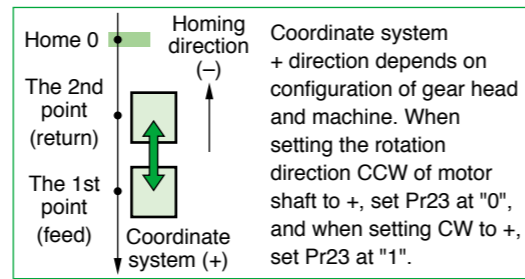 Home 0
Homing
direction
(–)
The 2nd
point
(return)
The 1st
point
(feed)
Coordinate
system (+)
Coordinate system
+ direction depends on
configuration of gear head
and machine. When
setting the rotation
direction CCW of motor
shaft to +, set Pr23 at "0",
and when setting CW to +,
set Pr23 at "1".